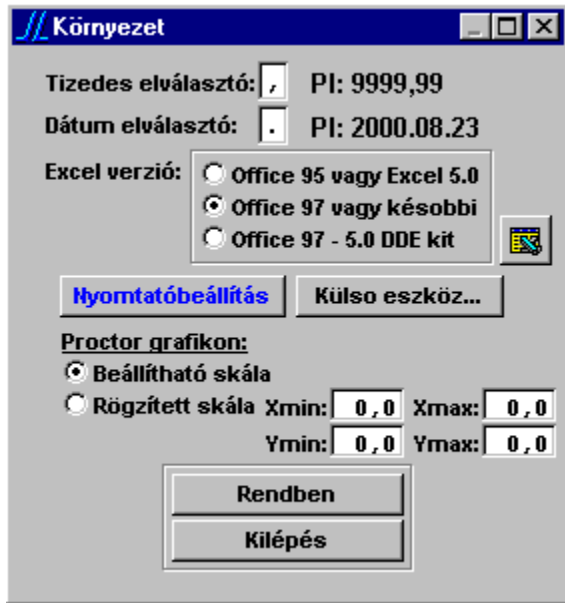 Környezet
Tizedes elválasztó: , PI: 9999,99
Dátum elválasztó: . PI: 2000.08.23
Excel verzió:
Office 95 vagy Excel 5.0
Office 97 vagy késobbi
Office 97 - 5.0 DDE kit
Nyomtatóbeállítás Külso eszköz...
Proctor grafikon:
Beállítható skála
Rögzített skála Xmin: 0,0 Xmax: 0,0
Ymin: 0,0 Ymax: 0,0
Rendben
Kilépés